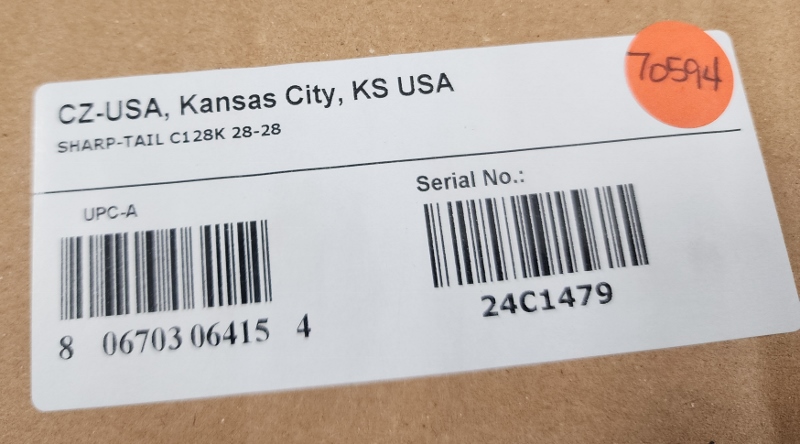 70594
CZ-USA, Kansas City, KS USA
SHARP-TAIL C128K 28-28
UPC-A
8 06703 06415 4
Serial No.:
24C1479